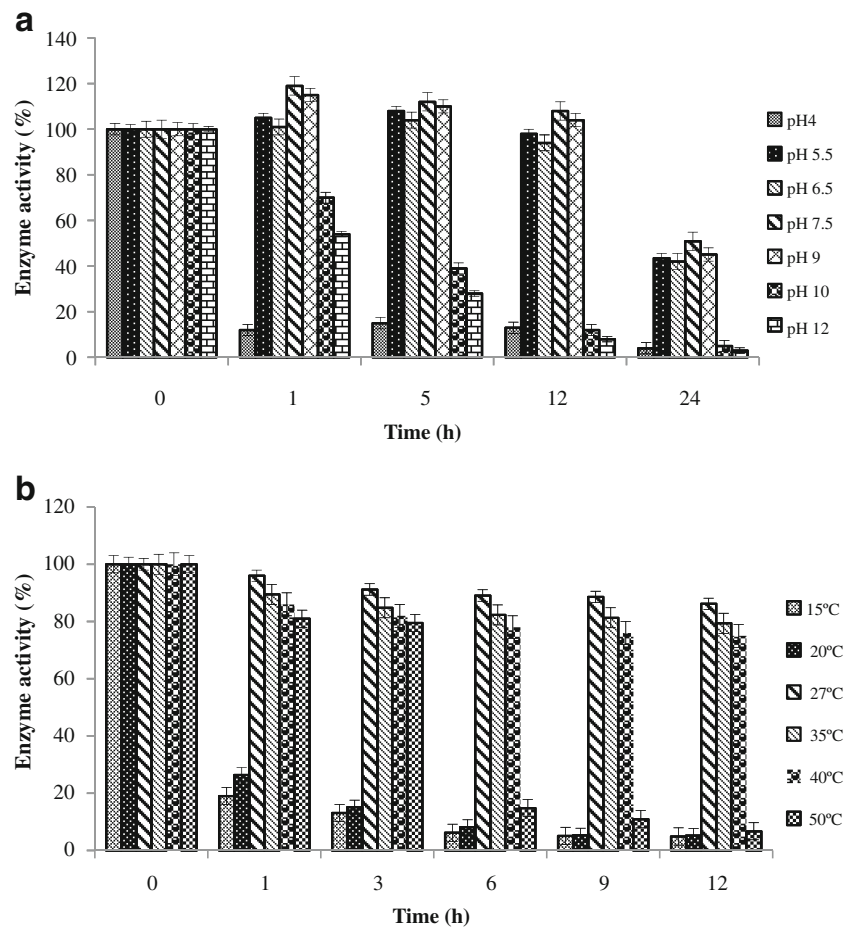 a
140
120
100
80
60
40
20
0
Enzyme activity (%)
0 1 5 12 24
Time (h)
pH4
pH 5.5
pH 6.5
pH 7.5
pH 9
pH 10
pH 12
b
120
100
80
60
40
20
0
Enzyme activity (%)
0 1 3 6 9 12
Time (h)
15ºC
20ºC
27ºC
35ºC
40ºC
50ºC